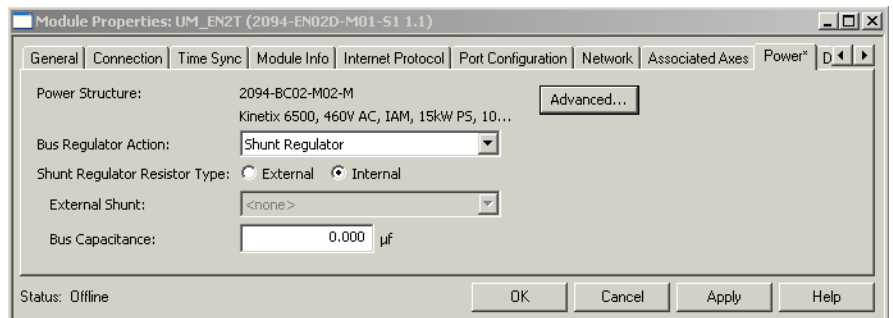 Module Properties: UM_EN2T (2094-EN02D-M01-S1 1.1)
General Connection Time Sync Module Info Internet Protocol Port Configuration Network Associated Axes Power* D
Power Structure: 2094-BC02-M02-M Advanced...
Kinetix 6500, 460V AC, IAM, 15kW PS, 10...
Bus Regulator Action: Shunt Regulator
Shunt Regulator Resistor Type: External Internal
External Shunt: <none>
Bus Capacitance: 0.000 µf
Status: Offline OK Cancel Apply Help